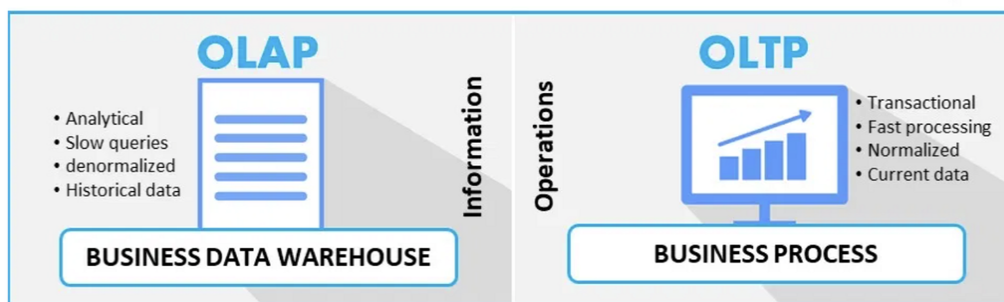 OLAP
• Analytical
• Slow queries
• denormalized
• Historical data
Information
BUSINESS DATA WAREHOUSE
OLTP
Operations
• Transactional
• Fast processing
• Normalized
• Current data
BUSINESS PROCESS